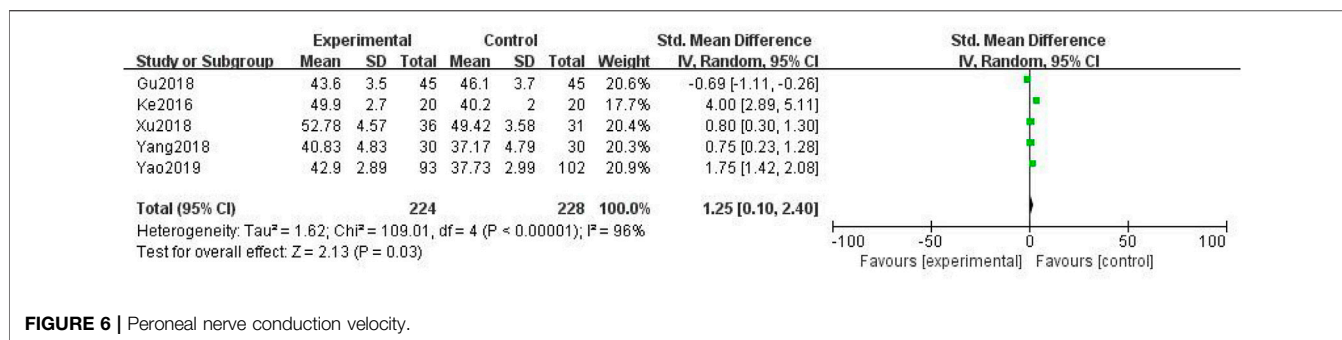 Experimental Control Std. Mean Difference Std. Mean Difference
Study or Subgroup Mean SD Total Mean SD Total Weight IV, Random, 95% CI IV, Random, 95% CI
Gu2018 43.6 3.5 45 46.1 3.7 45 20.6% -0.69 [-1.11, -0.26]
Ke2016 49.9 2.7 20 40.2 2 20 17.7% 4.00 [2.89, 5.11]
Xu2018 52.78 4.57 36 49.42 3.58 31 20.4% 0.80 [0.30, 1.30]
Yang2018 40.83 4.83 30 37.17 4.79 30 20.3% 0.75 [0.23, 1.28]
Yao2019 42.9 2.89 93 37.73 2.99 102 20.9% 1.75 [1.42, 2.08]
Total (95% CI) 224 228 100.0% 1.25 [0.10, 2.40]
Heterogeneity: Tau² = 1.62; Chi² = 109.01, df = 4 (P < 0.00001); I² = 96%
Test for overall effect: Z = 2.13 (P = 0.03)
-100 -50 0 50 100
Favours [experimental] Favours [control]
FIGURE 6 | Peroneal nerve conduction velocity.